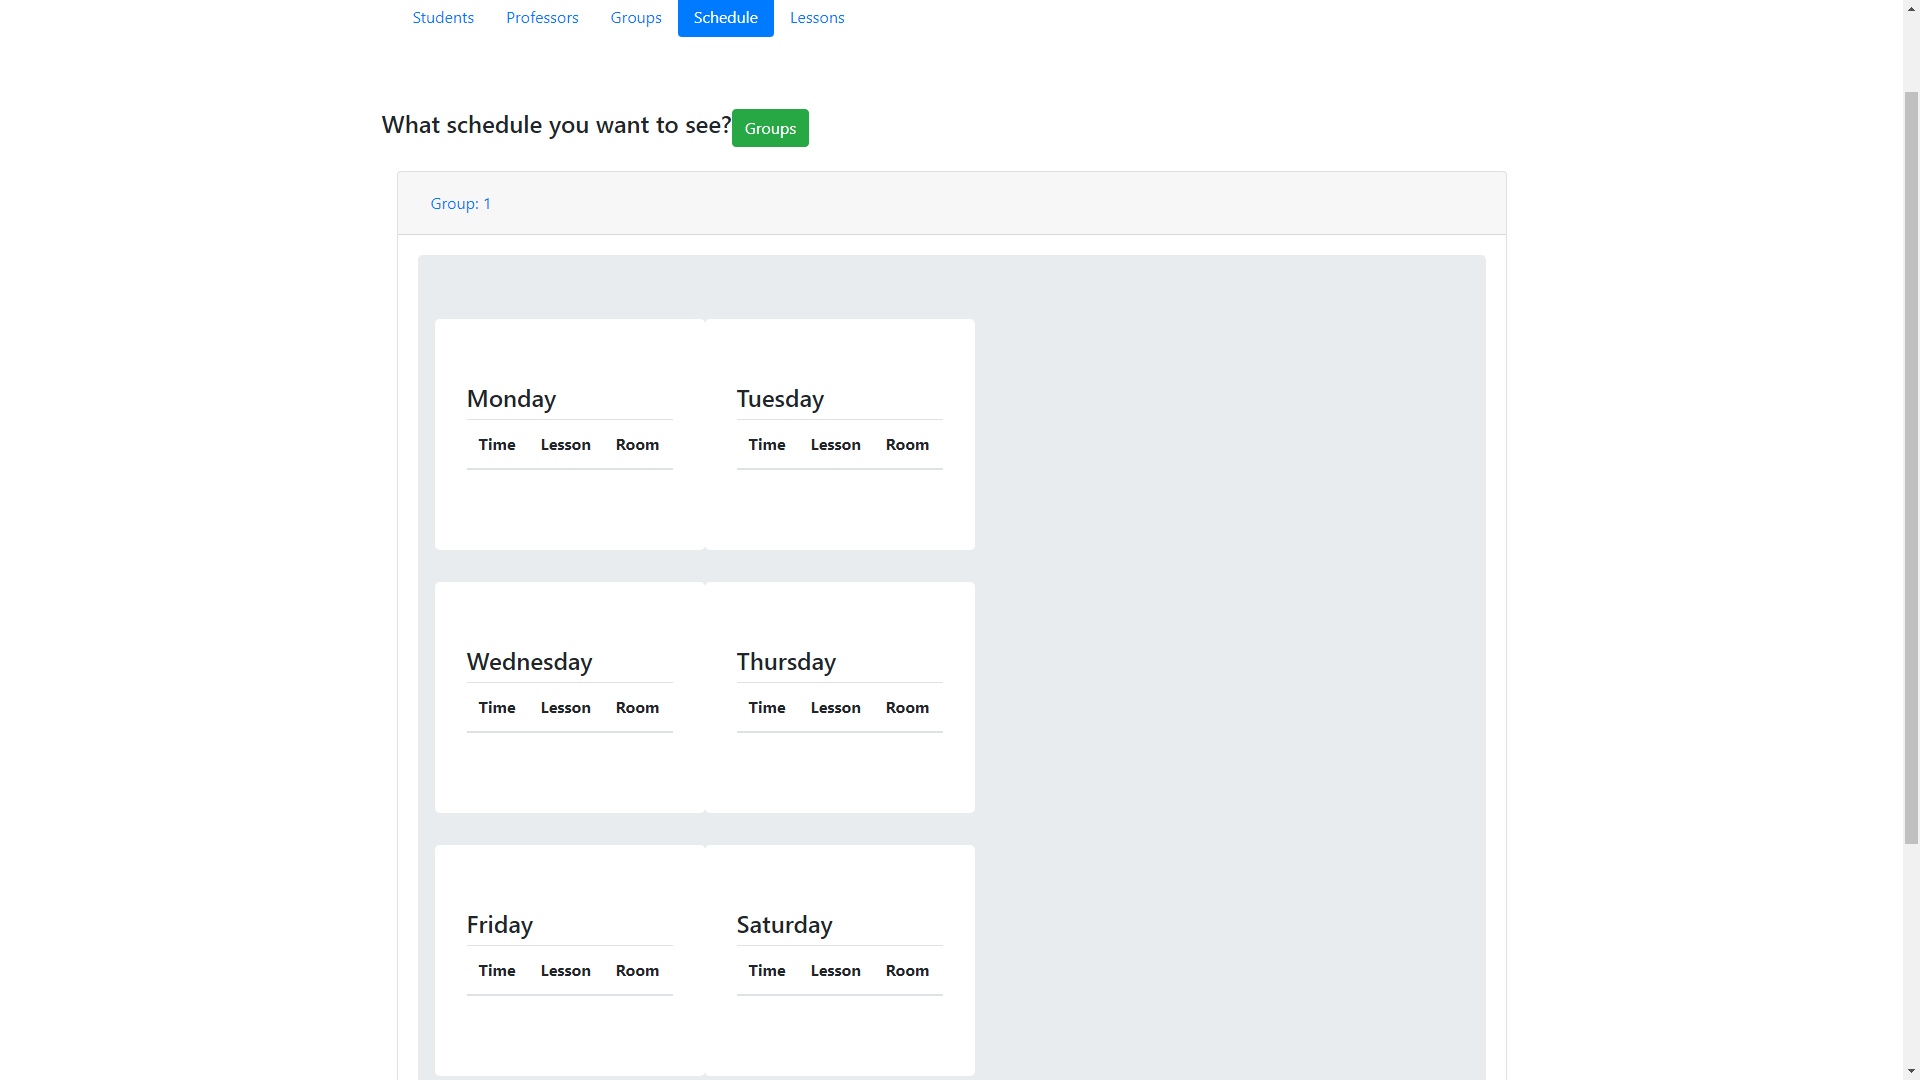 Students Professors Groups Schedule Lessons
What schedule you want to see? Groups
Group: 1
Monday Tuesday
Time Lesson Room Time Lesson Room
Wednesday Thursday
Time Lesson Room Time Lesson Room
Friday Saturday
Time Lesson Room Time Lesson Room